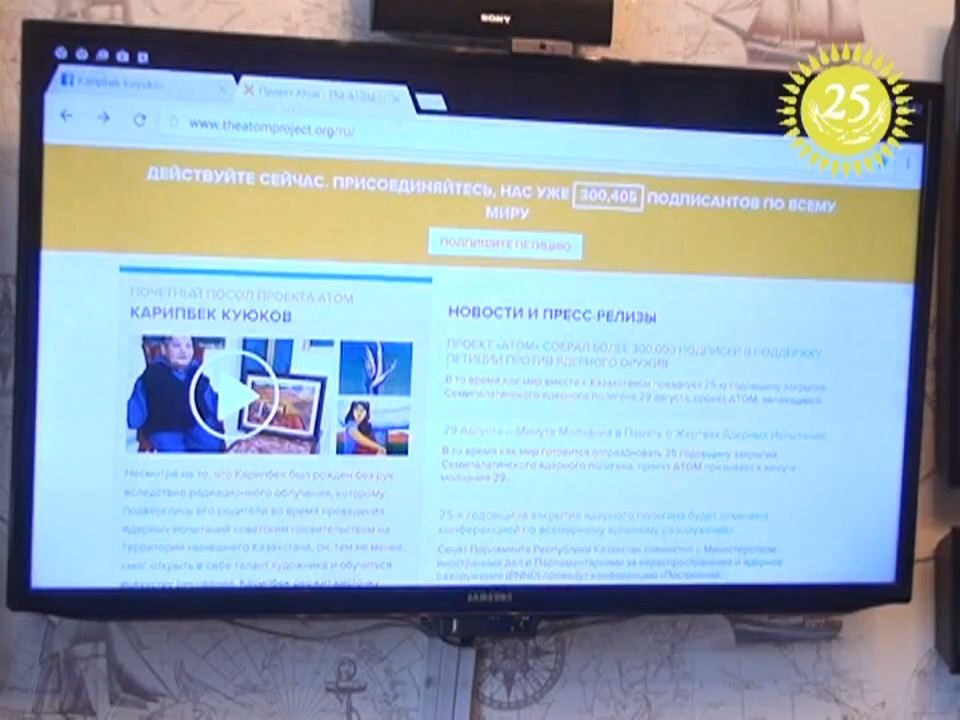 SONY
25
Карипбек Куюков
Проект Атом - The ATOM
www.theatomproject.org/ru/
ДЕЙСТВУЙТЕ СЕЙЧАС. ПРИСОЕДИНЯЙТЕСЬ, НАС УЖЕ 300,405 ПОДПИСАНТОВ ПО ВСЕМУ
МИРУ
ПОДПИШИТЕ ПЕТИЦИЮ
ПОЧЕТНЫЙ ПОСОЛ ПРОЕКТА АТОМ
КАРИПБЕК КУЮКОВ
Несмотря на то, что Карипбек был рожден без рук
вследствие радиационного облучения, которому
подверглись его родители во время проведения
ядерных испытаний советским правительством на
территории нынешнего Казахстана, он, тем не менее,
смог открыть в себе талант художника и обучиться
искусству рисования. Карипбек держит кисточку
НОВОСТИ И ПРЕСС-РЕЛИЗЫ
ПРОЕКТ «АТОМ» СОБРАЛ БОЛЕЕ 300,000 ПОДПИСЕЙ В ПОДДЕРЖКУ
ПЕТИЦИИ ПРОТИВ ЯДЕРНОГО ОРУЖИЯ
В то время как мир вместе с Казахстаном празднует 25-ю годовщину закрытия
Семипалатинского ядерного полигона 29 августа, проект АТОМ, являющийся
29 Августа – Минута Молчания в Память о Жертвах Ядерных Испытаний
В то время как мир готовится отпраздновать 25 годовщину закрытия
Семипалатинского ядерного полигона, проект АТОМ призывает к минуте
молчания 29..
25-я годовщина закрытия ядерного полигона будет отмечена
конференцией по всемирному ядерному разоружению
Сенат Парламента Республики Казахстан совместно с Министерством
иностранных дел и Парламентариями за нераспространение и ядерное
разоружение (PNND) проведут конференцию «Построение
SAMSUNG